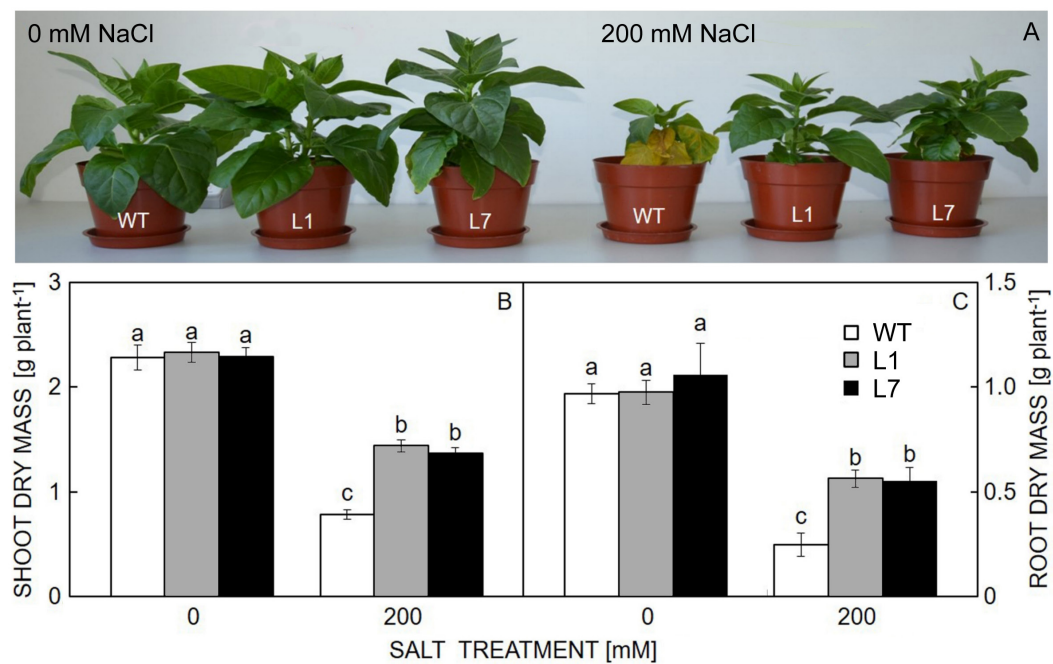 0 mM NaCl
200 mM NaCl
A
WT
L1
L7
WT
L1
L7
SHOOT DRY MASS [g plant⁻¹]
3
2
1
0
B
a
a
a
c
b
b
0
200
C
a
a
a
c
b
b
WT
L1
L7
0
200
1.5
1.0
0.5
0
ROOT DRY MASS [g plant⁻¹]
SALT TREATMENT [mM]